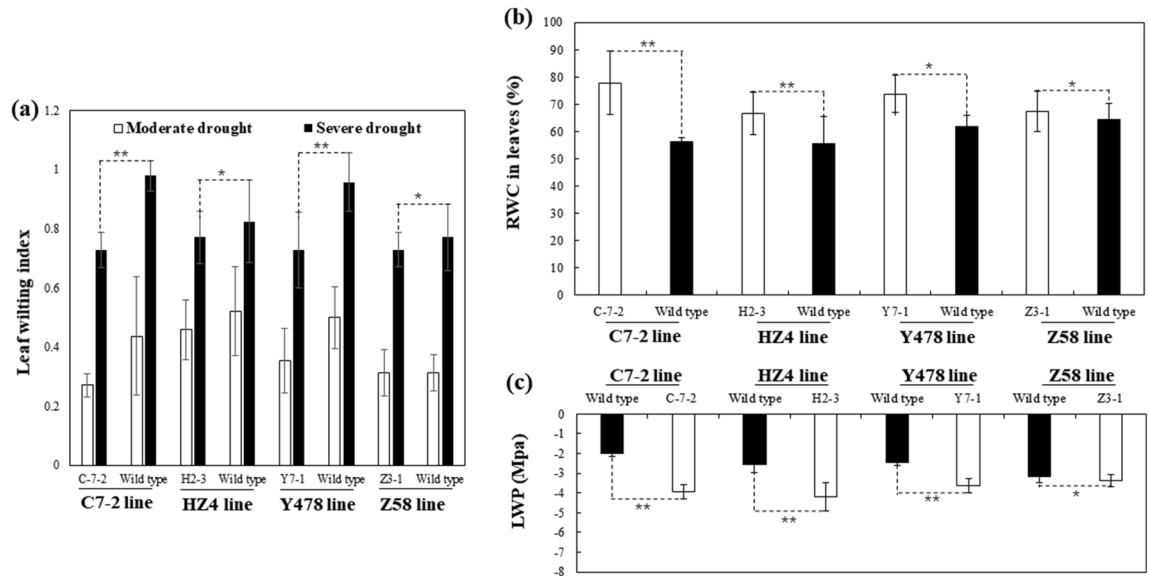 (a)
Leaf wilting index
1.2
1
0.8
0.6
0.4
0.2
0
Moderate drought
Severe drought
**
*
**
*
C-7-2 Wild type H2-3 Wild type Y7-1 Wild type Z3-1 Wild type
C7-2 line HZ4 line Y478 line Z58 line
(b)
RWC in leaves (%)
100
90
80
70
60
50
40
30
20
10
0
**
**
*
*
C-7-2 Wild type H2-3 Wild type Y7-1 Wild type Z3-1 Wild type
C7-2 line HZ4 line Y478 line Z58 line
(c)
C7-2 line HZ4 line Y478 line Z58 line
Wild type C-7-2 Wild type H2-3 Wild type Y7-1 Wild type Z3-1
LWP (Mpa)
0
-1
-2
-3
-4
-5
-6
-7
-8
**
**
**
*